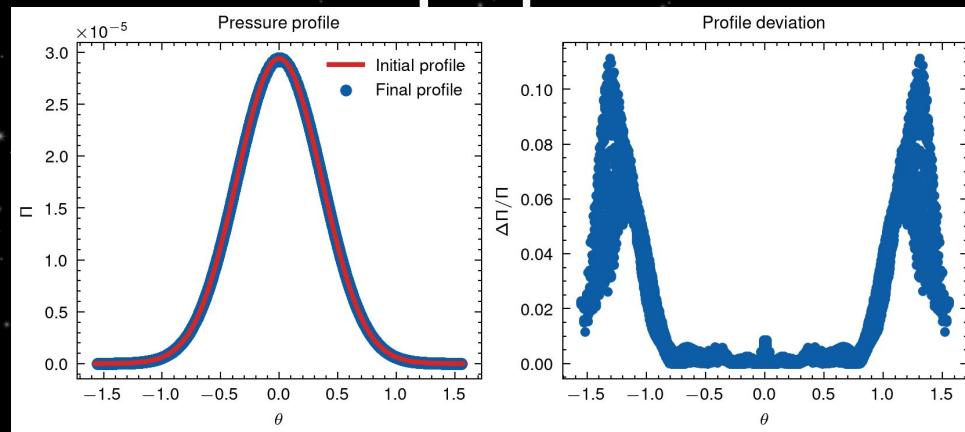 Pressure profile
×10⁻⁵
3.0
2.5
2.0
1.5
1.0
0.5
0.0
Π
−1.5 −1.0 −0.5 0.0 0.5 1.0 1.5
θ
Initial profile
Final profile
Profile deviation
0.10
0.08
0.06
0.04
0.02
0.00
ΔΠ/Π
−1.5 −1.0 −0.5 0.0 0.5 1.0 1.5
θ